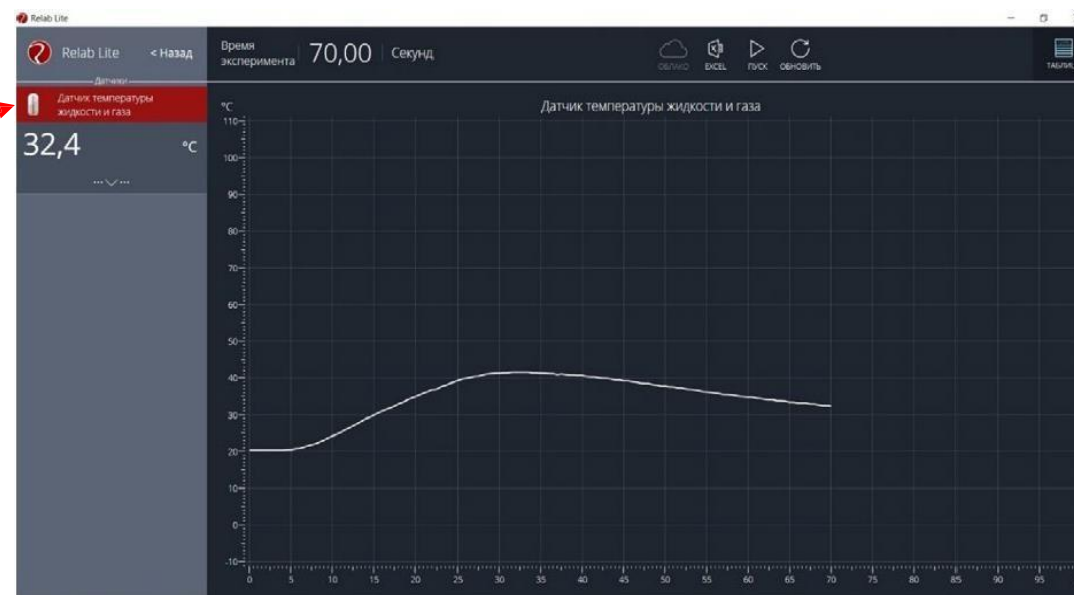 Relab Lite
Relab Lite < Назад
Время
эксперимента 70,00 Секунд
ОБЛАКО EXCEL ПУСК ОБНОВИТЬ
Датчики
Датчик температуры
жидкости и газа
32,4 °C
°C
Датчик температуры жидкости и газа
110
100
90
80
70
60
50
40
30
20
10
0
-10
0 5 10 15 20 25 30 35 40 45 50 55 60 65 70 75 80 85 90 95